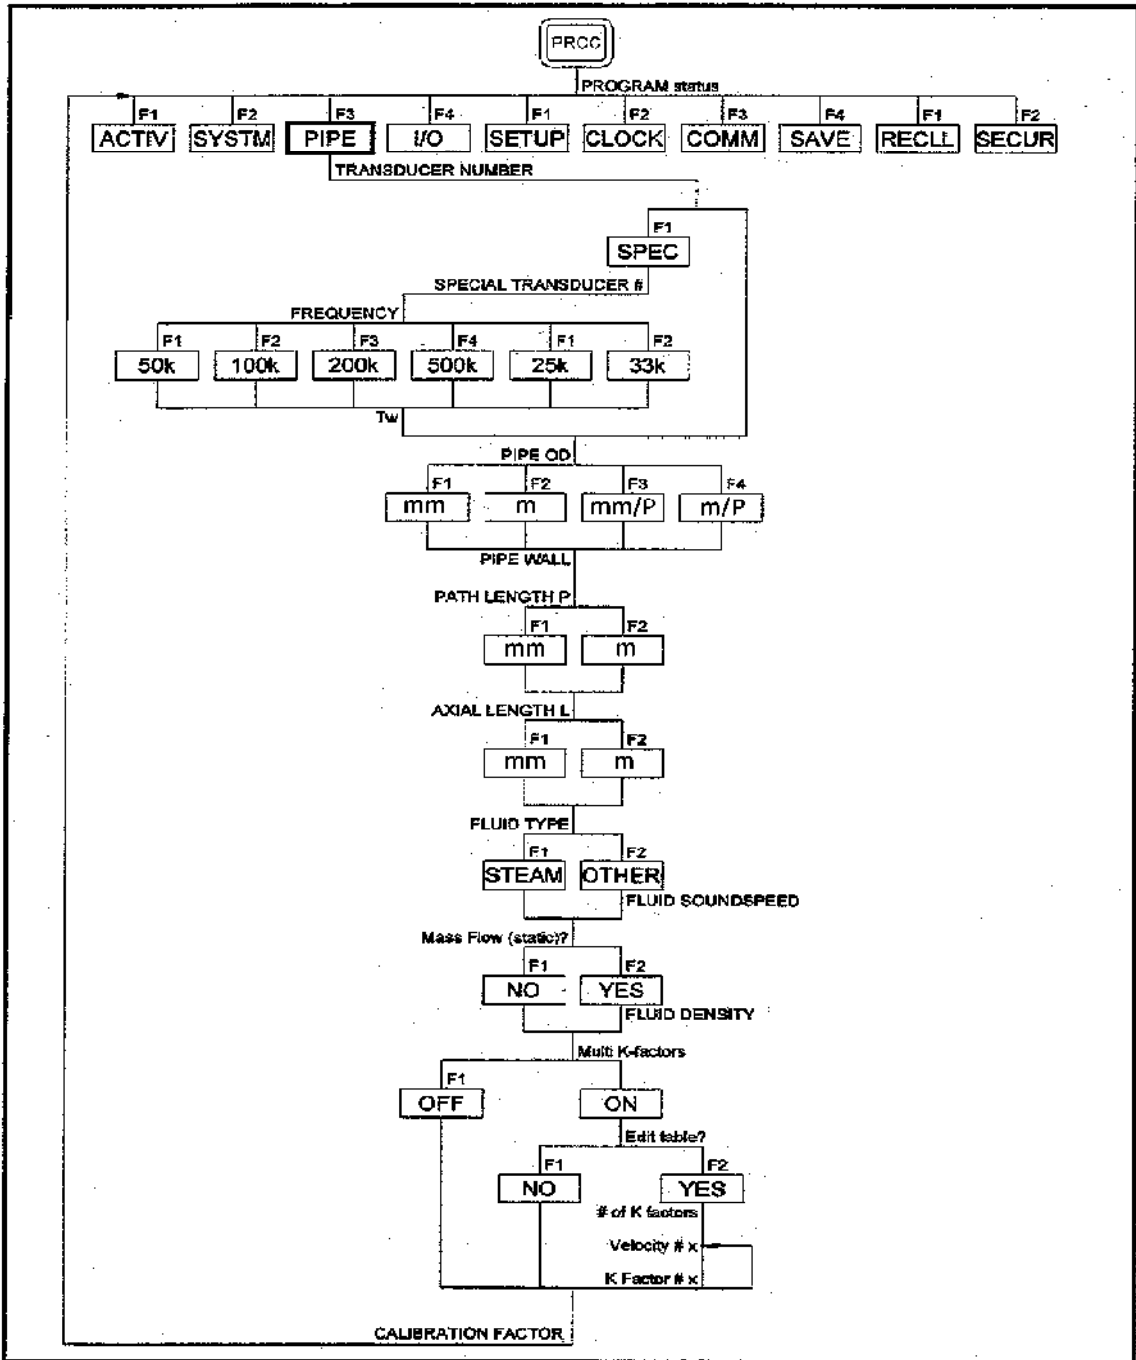 PROG
PROGRAM status
F1 F2 F3 F4 F1 F2 F3 F4 F1 F2
ACTIV SYSTM PIPE I/O SETUP CLOCK COMM SAVE RECLL SECUR
TRANSDUCER NUMBER
F1
SPEC
SPECIAL TRANSDUCER #
FREQUENCY
F1 F2 F3 F4 F1 F2
50k 100k 200k 500k 25k 33k
Tw
PIPE OD
F1 F2 F3 F4
mm m mm/P m/P
PIPE WALL
PATH LENGTH P
F1 F2
mm m
AXIAL LENGTH L
F1 F2
mm m
FLUID TYPE
F1 F2
STEAM OTHER
FLUID SOUNDSPEED
Mass Flow (static)?
F1 F2
NO YES
FLUID DENSITY
Multi K-factors
F1
OFF ON
Edit table?
F1 F2
NO YES
# of K factors
Velocity # x
K Factor # x
CALIBRATION FACTOR